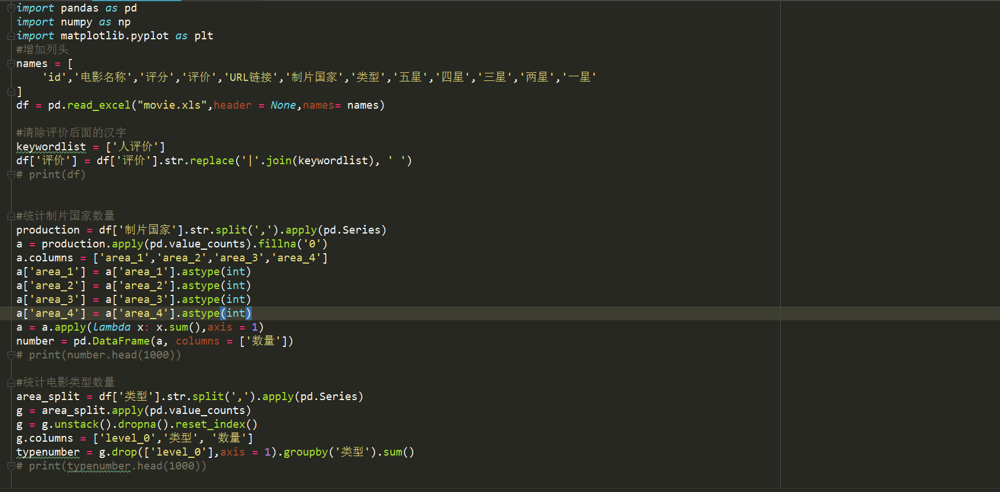 import pandas as pd
import numpy as np
import matplotlib.pyplot as plt
#增加列头
names = [
    'id','电影名称','评分','评价','URL链接','制片国家','类型','五星','四星','三星','两星','一星'
]
df = pd.read_excel("movie.xls",header = None,names= names)
#清除评价后面的汉字
keywordlist = ['人评价']
df['评价'] = df['评价'].str.replace('|'.join(keywordlist), ' ')
# print(df)
#统计制片国家数量
production = df['制片国家'].str.split(',').apply(pd.Series)
a = production.apply(pd.value_counts).fillna('0')
a.columns = ['area_1','area_2','area_3','area_4']
a['area_1'] = a['area_1'].astype(int)
a['area_2'] = a['area_2'].astype(int)
a['area_3'] = a['area_3'].astype(int)
a['area_4'] = a['area_4'].astype(int)
a = a.apply(lambda x: x.sum(),axis = 1)
number = pd.DataFrame(a, columns = ['数量'])
# print(number.head(1000))
#统计电影类型数量
area_split = df['类型'].str.split(',').apply(pd.Series)
g = area_split.apply(pd.value_counts)
g = g.unstack().dropna().reset_index()
g.columns = ['level_0','类型', '数量']
typenumber = g.drop(['level_0'],axis = 1).groupby('类型').sum()
# print(typenumber.head(1000))